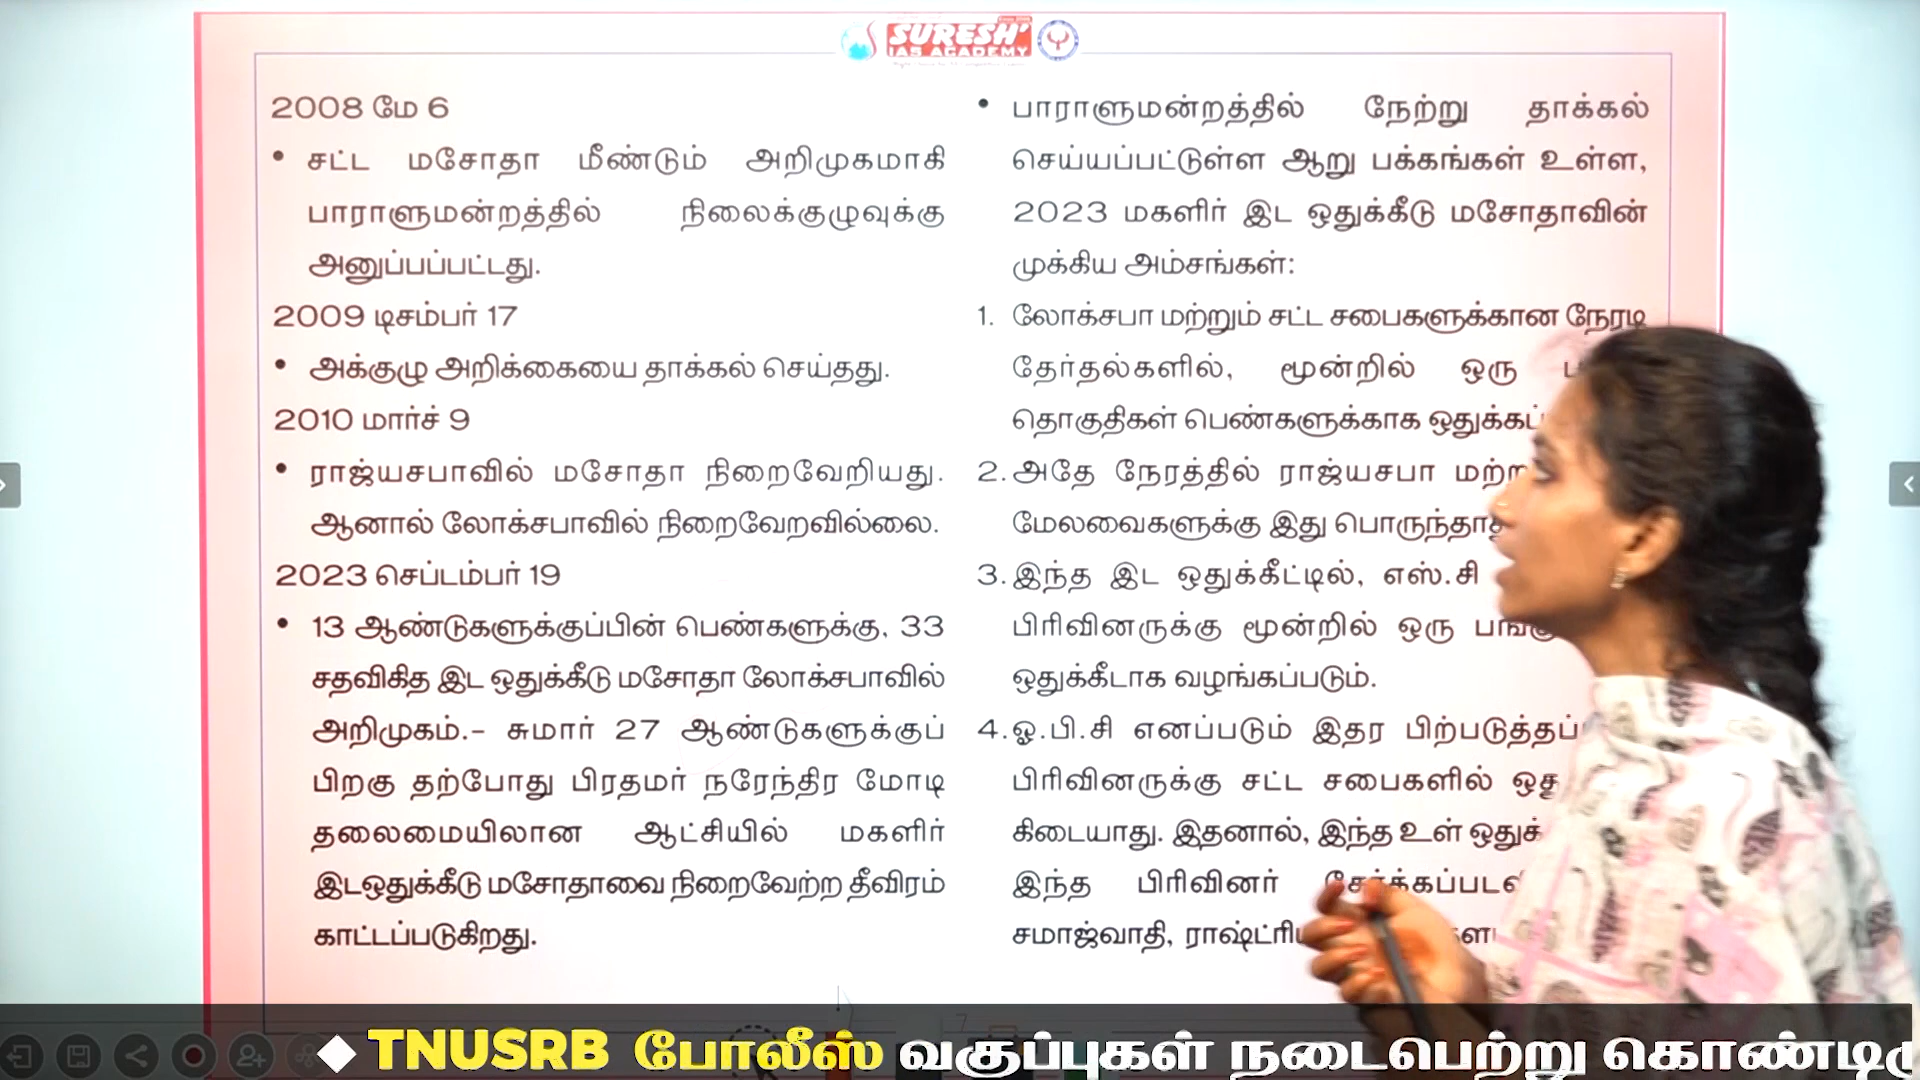 SURESH'
IAS ACADEMY
2008 மே 6
• சட்ட மசோதா மீண்டும் அறிமுகமாகி
பாராளுமன்றத்தில் நிலைக்குழுவுக்கு
அனுப்பப்பட்டது.
2009 டிசம்பர் 17
• அக்குழு அறிக்கையை தாக்கல் செய்தது.
2010 மார்ச் 9
• ராஜ்யசபாவில் மசோதா நிறைவேறியது.
ஆனால் லோக்சபாவில் நிறைவேறவில்லை.
2023 செப்டம்பர் 19
• 13 ஆண்டுகளுக்குப்பின் பெண்களுக்கு, 33
சதவிகித இட ஒதுக்கீடு மசோதா லோக்சபாவில்
அறிமுகம்.- சுமார் 27 ஆண்டுகளுக்குப்
பிறகு தற்போது பிரதமர் நரேந்திர மோடி
தலைமையிலான ஆட்சியில் மகளிர்
இடஒதுக்கீடு மசோதாவை நிறைவேற்ற தீவிரம்
காட்டப்படுகிறது.
• பாராளுமன்றத்தில் நேற்று தாக்கல்
செய்யப்பட்டுள்ள ஆறு பக்கங்கள் உள்ள,
2023 மகளிர் இட ஒதுக்கீடு மசோதாவின்
முக்கிய அம்சங்கள்:
1. லோக்சபா மற்றும் சட்ட சபைகளுக்கான நேரடி
தேர்தல்களில், மூன்றில் ஒரு
தொகுதிகள் பெண்களுக்காக
2. அதே நேரத்தில் ராஜ்யசபா
மேலவைகளுக்கு இது
3. இந்த இட ஒதுக்கீட்டில், எஸ்.சி
பிரிவினருக்கு மூன்றில் ஒரு
ஒதுக்கீடாக வழங்கப்படும்.
4. ஓ.பி.சி எனப்படும் இதர
பிரிவினருக்கு சட்ட சபைகளில்
கிடையாது. இதனால், இந்த உள்
இந்த பிரிவினர்
சமாஜ்வாதி,
◆ TNUSRB போலீஸ் வகுப்புகள் நடைபெற்று